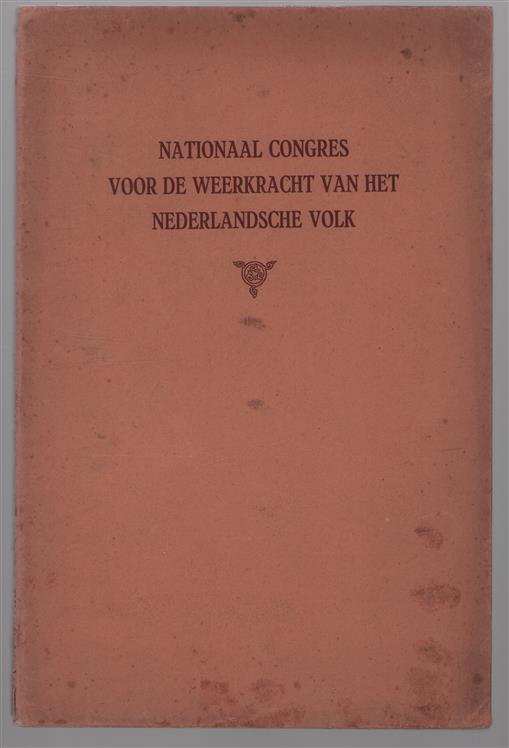 NATIONAAL CONGRES
VOOR DE WEERKRACHT VAN HET
NEDERLANDSCHE VOLK